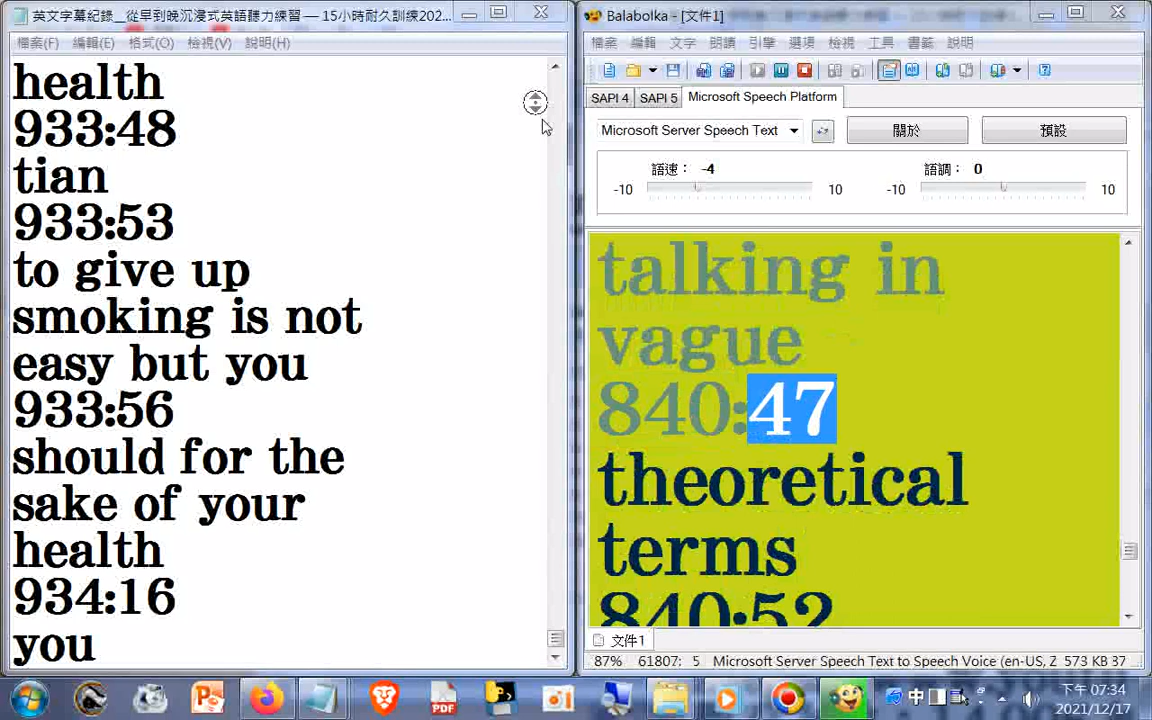 英文字幕紀錄__從早到晚沉浸式英語聽力練習 — 15小時耐久訓練202...
檔案(F) 編輯(E) 格式(O) 檢視(V) 說明(H)
health
933:48
tian
933:53
to give up
smoking is not
easy but you
933:56
should for the
sake of your
health
934:16
you
Balabolka - [文件1]
檔案 編輯 文字 朗讀 引擎 選項 檢視 工具 書籤 說明
SAPI 4 SAPI 5 Microsoft Speech Platform
Microsoft Server Speech Text 關於 預設
語速： -4 語調： 0
-10 10 -10 10
talking in
vague
840:47
theoretical
terms
840:52
文件1
87% 61807: 5 Microsoft Server Speech Text to Speech Voice (en-US, Z 573 KB 37
PDF 中 下午 07:34
2021/12/17